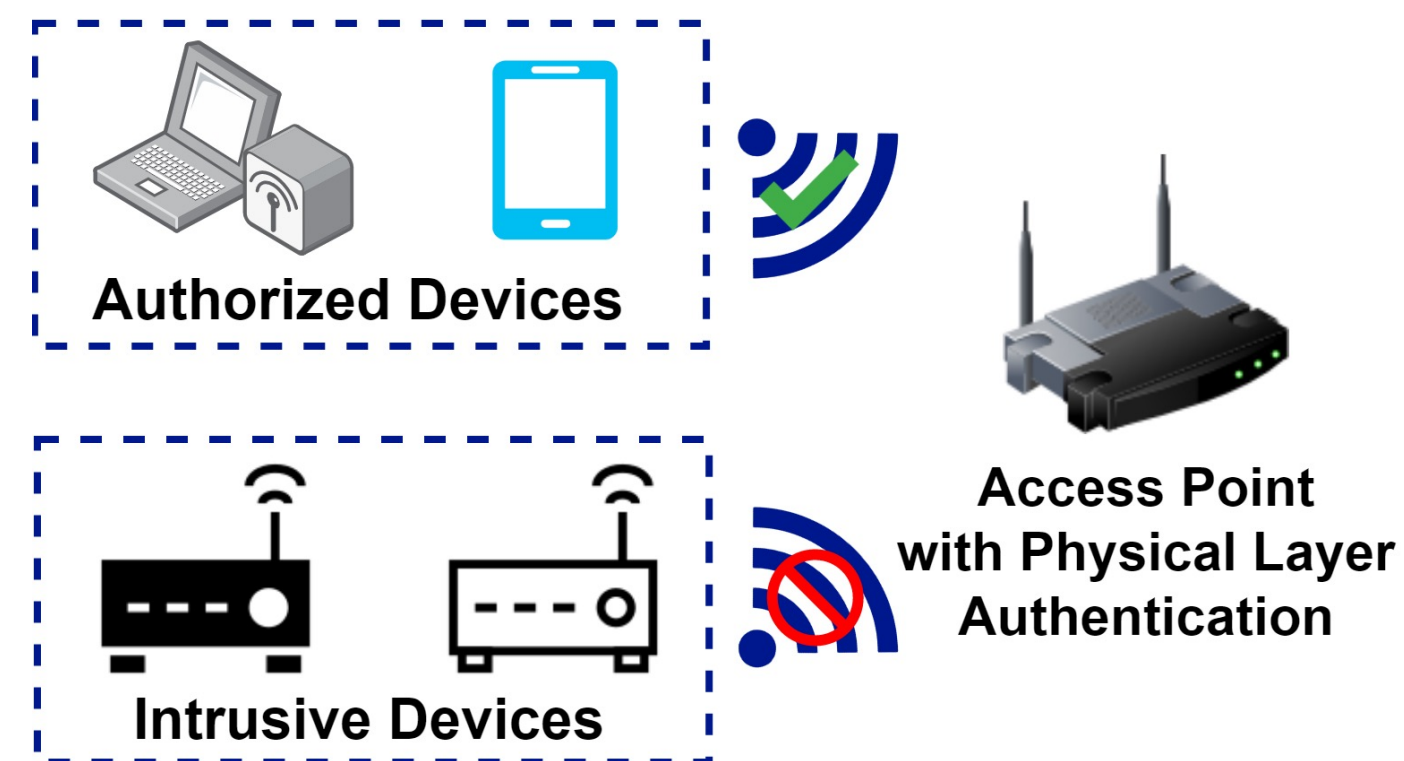 Authorized Devices
Access Point
with Physical Layer
Authentication
Intrusive Devices